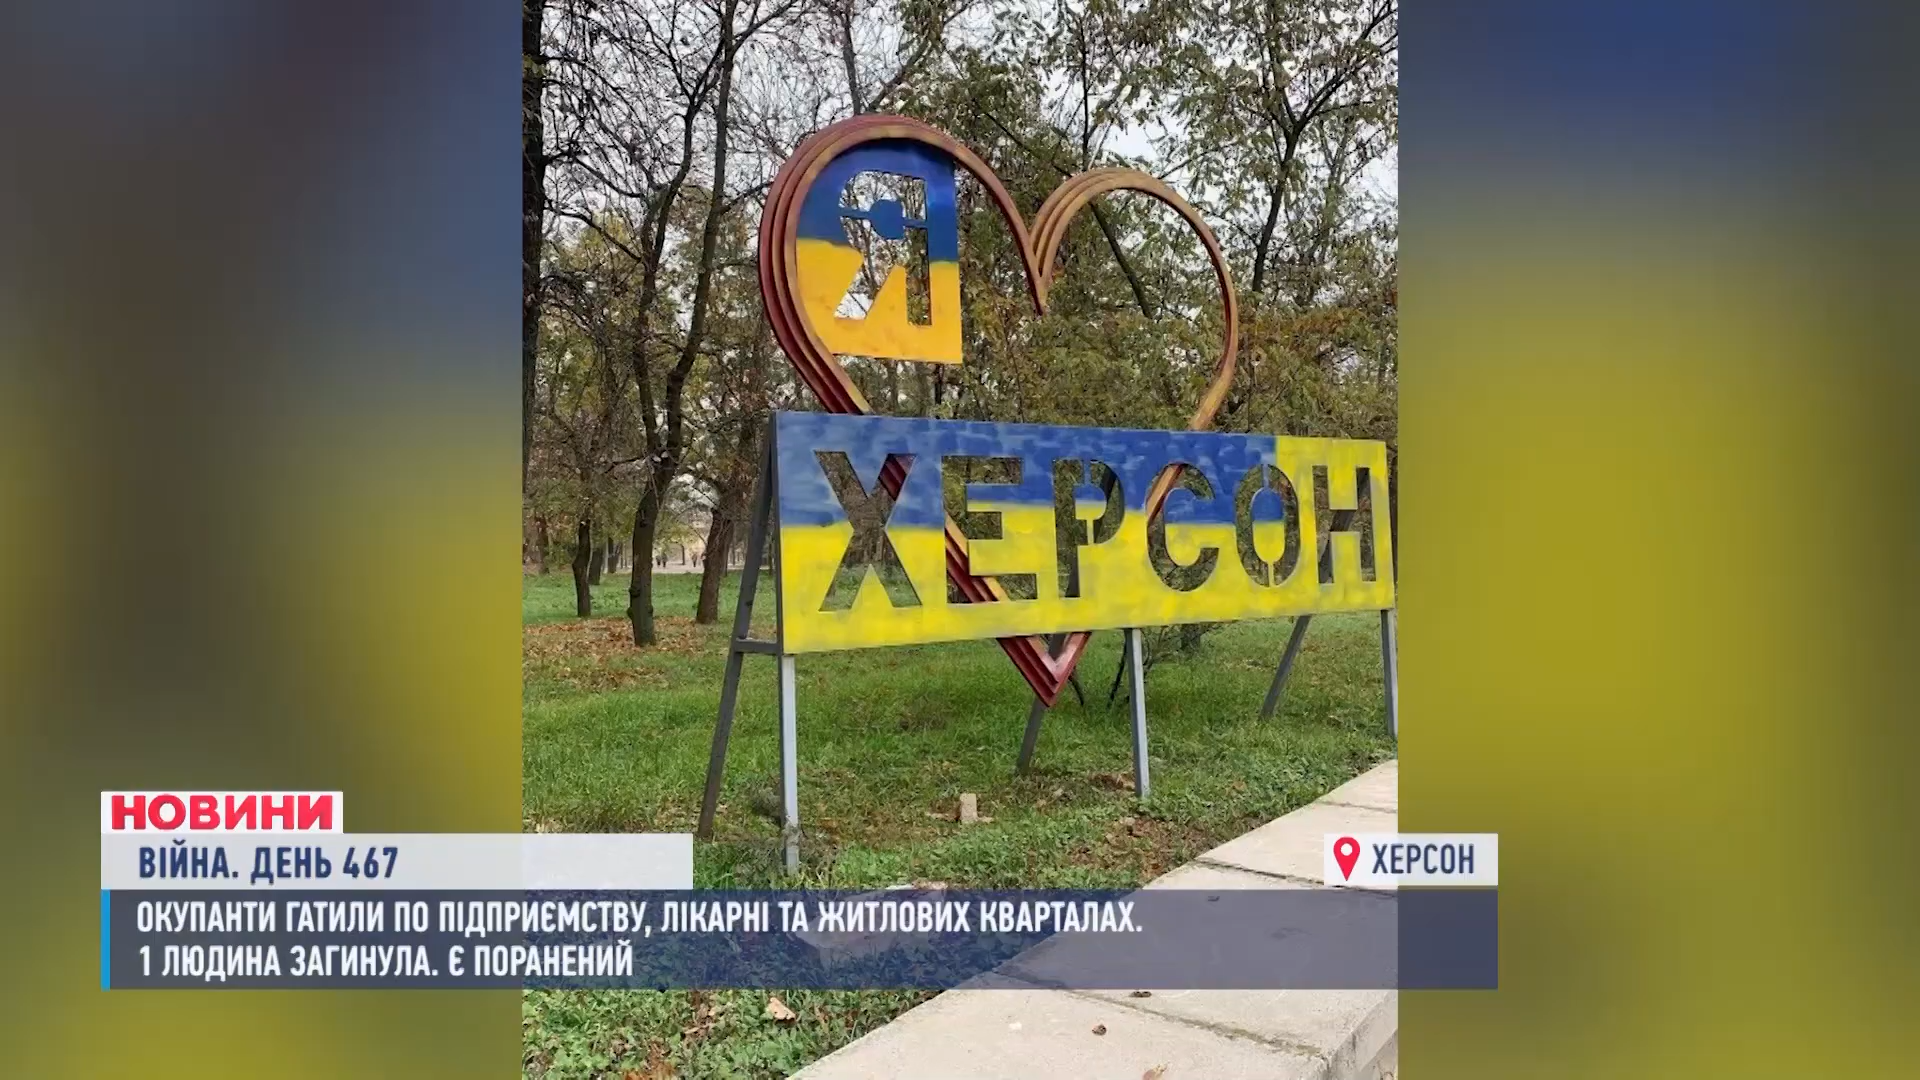 Я
ХЕРСОН
НОВИНИ
ВІЙНА. ДЕНЬ 467
ХЕРСОН
ОКУПАНТИ ГАТИЛИ ПО ПІДПРИЄМСТВУ, ЛІКАРНІ ТА ЖИТЛОВИХ КВАРТАЛАХ.
1 ЛЮДИНА ЗАГИНУЛА. Є ПОРАНЕНИЙ